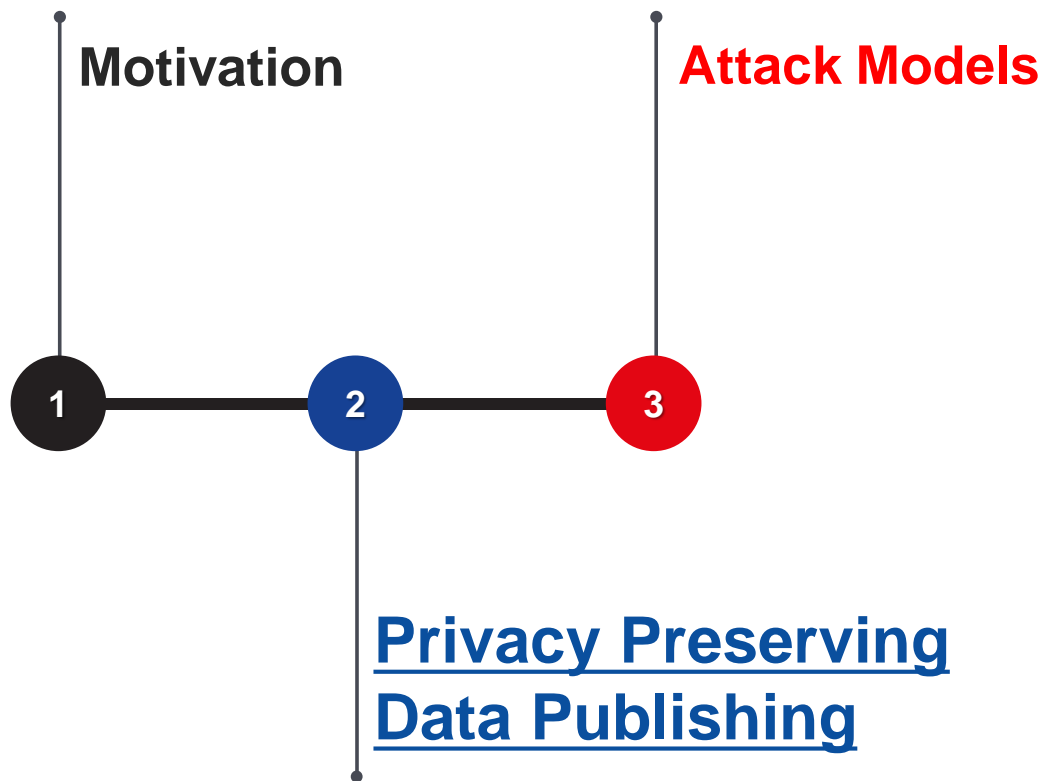 Motivation
Attack Models
1
2
3
Privacy Preserving
Data Publishing